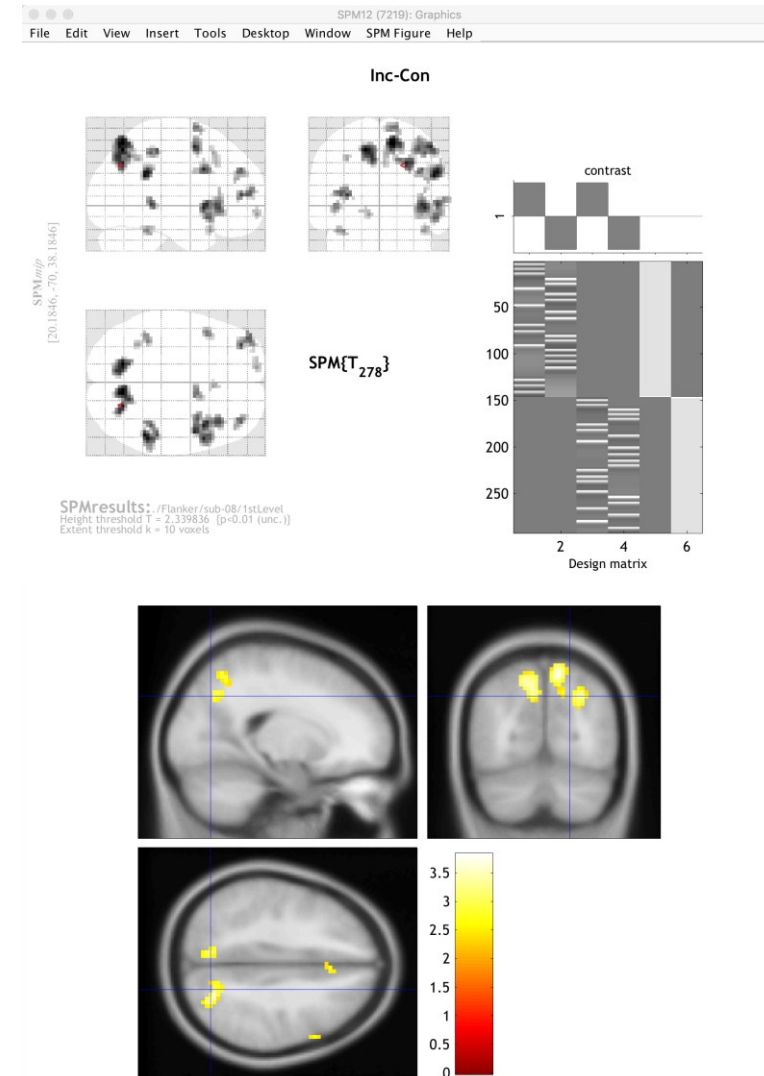 SPM12 (7219): Graphics
File Edit View Insert Tools Desktop Window SPM Figure Help
Inc-Con
SPMmip
[20.1846, -70, 38.1846]
SPM{T278}
contrast
1
50
100
150
200
250
2 4 6
Design matrix
SPMresults: ./Flanker/sub-08/1stLevel
Height threshold T = 2.339836 {p<0.01 (unc.)}
Extent threshold k = 10 voxels
3.5
3
2.5
2
1.5
1
0.5
0